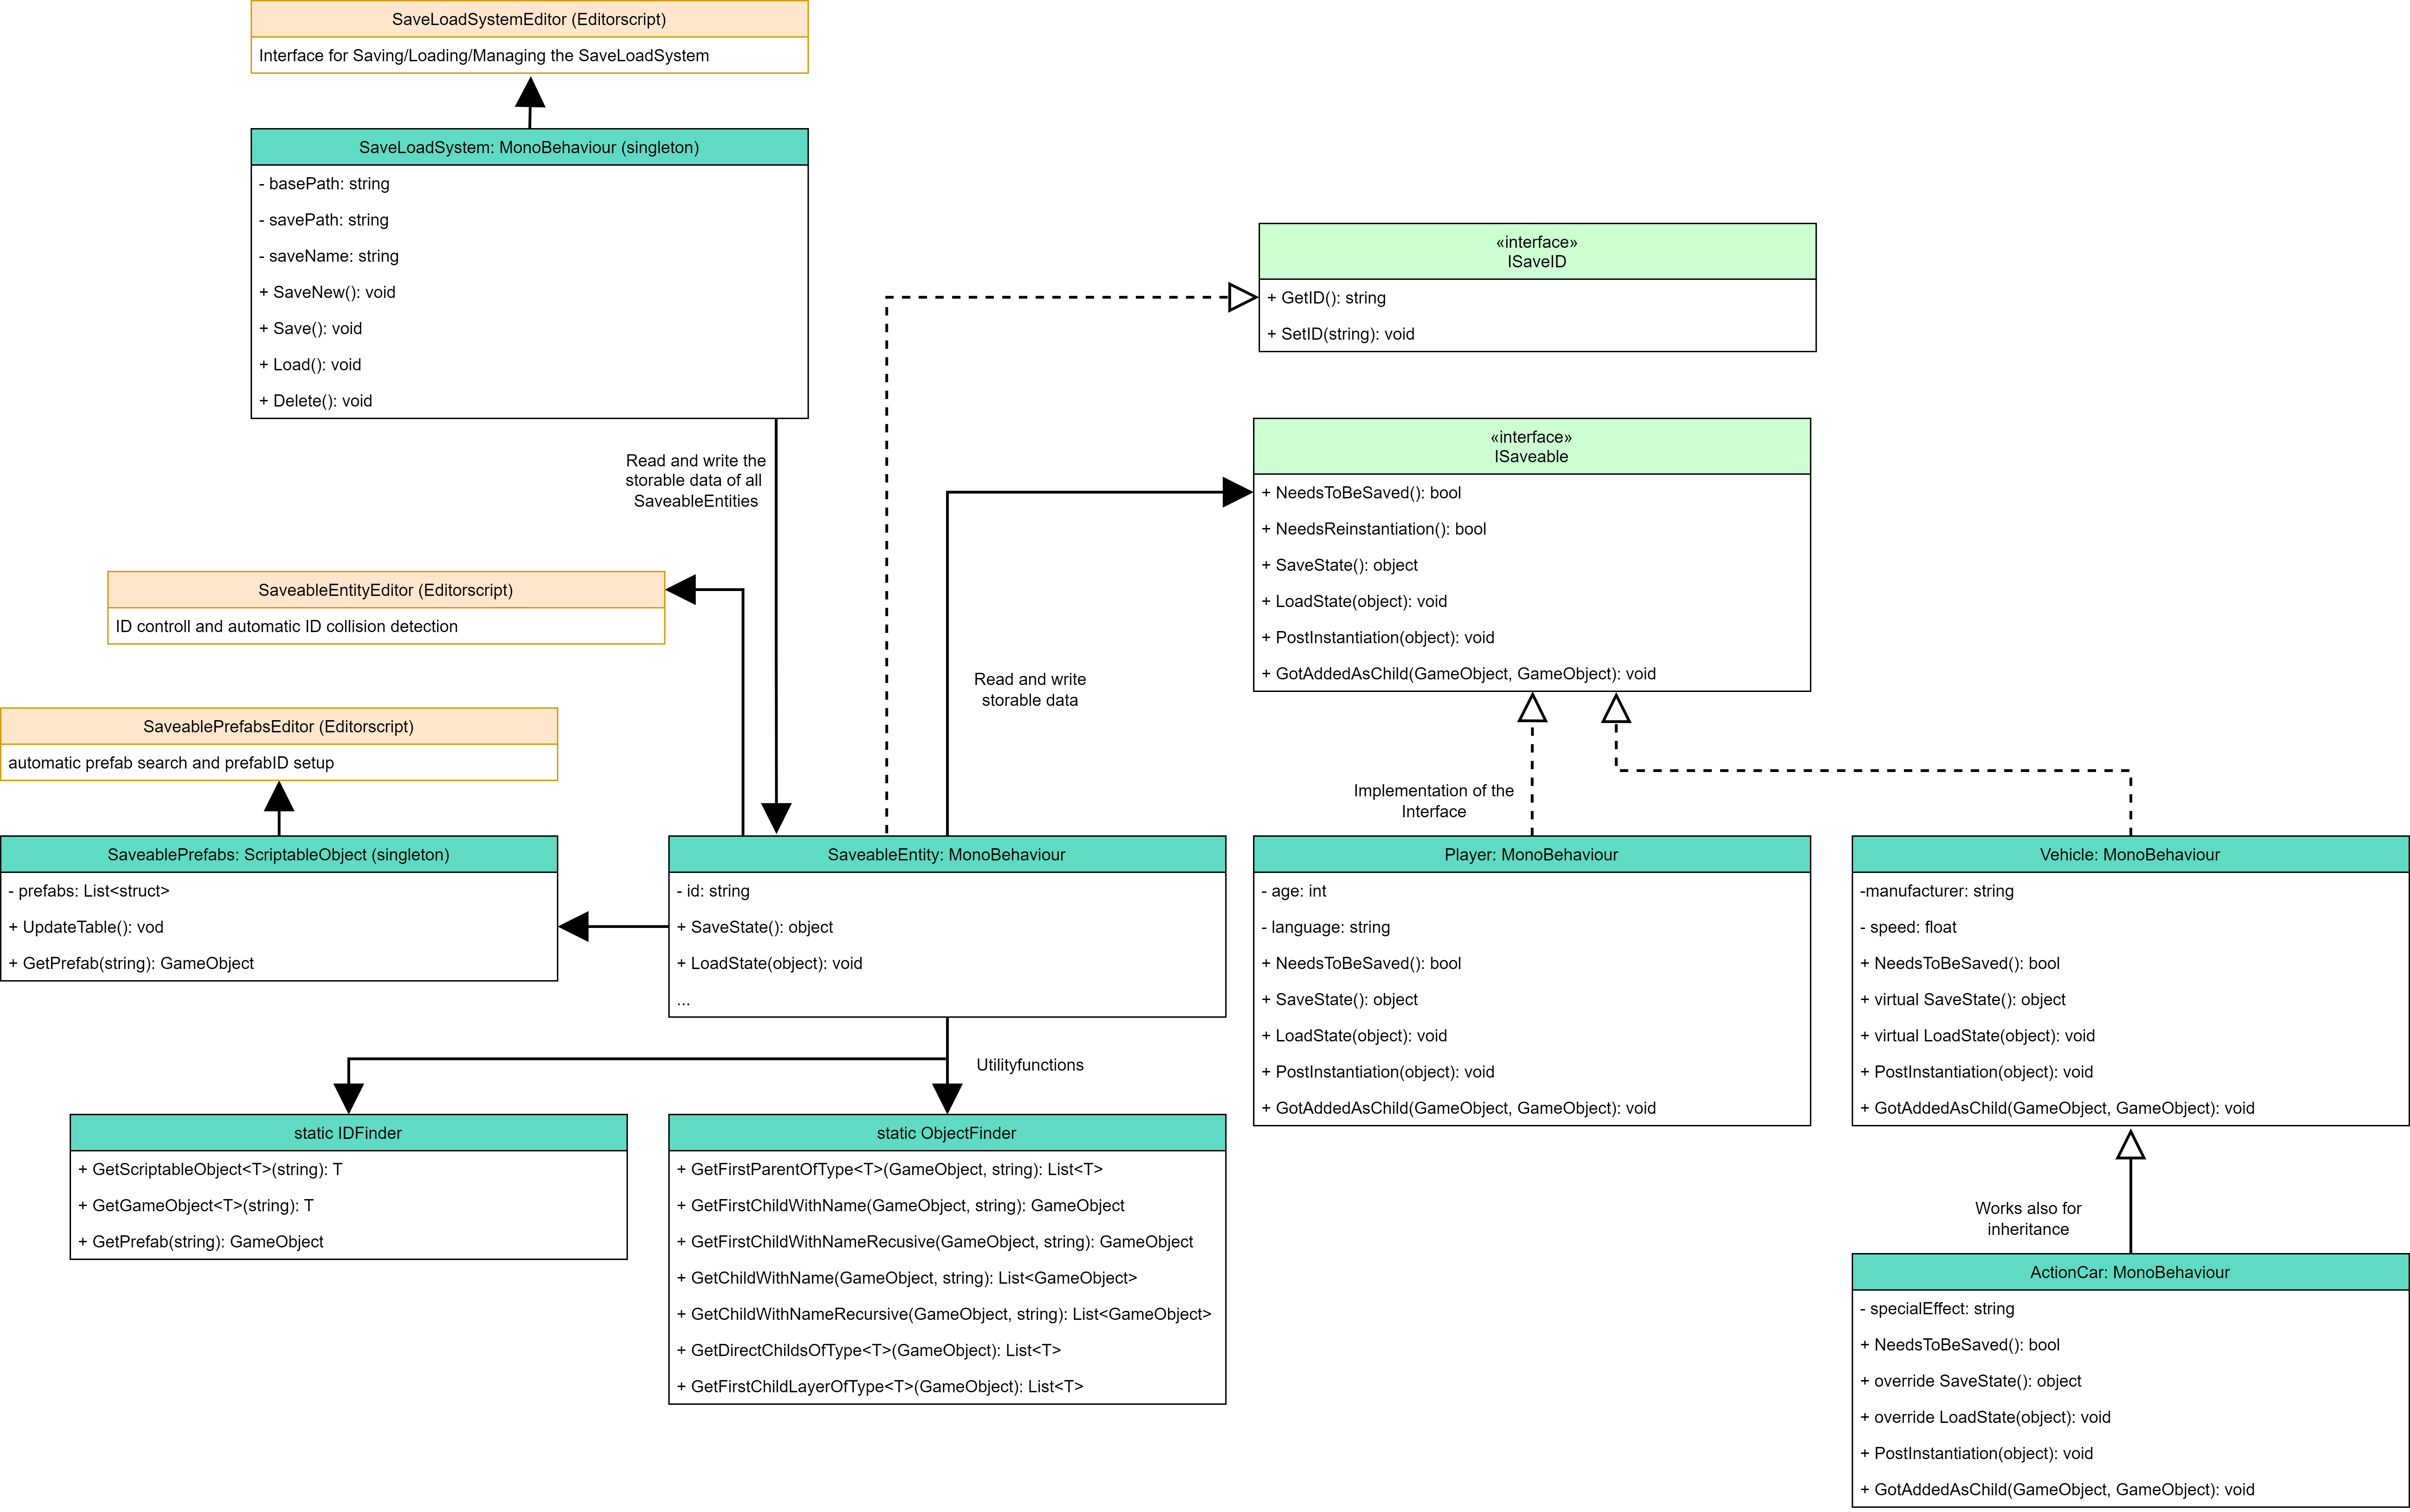 SaveLoadSystemEditor (Editorscript)
Interface for Saving/Loading/Managing the SaveLoadSystem
SaveLoadSystem: MonoBehaviour (singleton)
- basePath: string
- savePath: string
- saveName: string
+ SaveNew(): void
+ Save(): void
+ Load(): void
+ Delete(): void
Read and write the
storable data of all
SaveableEntities
«interface»
ISaveID
+ GetID(): string
+ SetID(string): void
«interface»
ISaveable
+ NeedsToBeSaved(): bool
+ NeedsReinstantiation(): bool
+ SaveState(): object
+ LoadState(object): void
+ PostInstantiation(object): void
+ GotAddedAsChild(GameObject, GameObject): void
SaveableEntityEditor (Editorscript)
ID controll and automatic ID collision detection
Read and write
storable data
SaveablePrefabsEditor (Editorscript)
automatic prefab search and prefabID setup
Implementation of the
Interface
SaveablePrefabs: ScriptableObject (singleton)
- prefabs: List<struct>
+ UpdateTable(): vod
+ GetPrefab(string): GameObject
SaveableEntity: MonoBehaviour
- id: string
+ SaveState(): object
+ LoadState(object): void
...
Player: MonoBehaviour
- age: int
- language: string
+ NeedsToBeSaved(): bool
+ SaveState(): object
+ LoadState(object): void
+ PostInstantiation(object): void
+ GotAddedAsChild(GameObject, GameObject): void
Vehicle: MonoBehaviour
-manufacturer: string
- speed: float
+ NeedsToBeSaved(): bool
+ virtual SaveState(): object
+ virtual LoadState(object): void
+ PostInstantiation(object): void
+ GotAddedAsChild(GameObject, GameObject): void
Utilityfunctions
static IDFinder
+ GetScriptableObject<T>(string): T
+ GetGameObject<T>(string): T
+ GetPrefab(string): GameObject
static ObjectFinder
+ GetFirstParentOfType<T>(GameObject, string): List<T>
+ GetFirstChildWithName(GameObject, string): GameObject
+ GetFirstChildWithNameRecusive(GameObject, string): GameObject
+ GetChildWithName(GameObject, string): List<GameObject>
+ GetChildWithNameRecursive(GameObject, string): List<GameObject>
+ GetDirectChildsOfType<T>(GameObject): List<T>
+ GetFirstChildLayerOfType<T>(GameObject): List<T>
Works also for
inheritance
ActionCar: MonoBehaviour
- specialEffect: string
+ NeedsToBeSaved(): bool
+ override SaveState(): object
+ override LoadState(object): void
+ PostInstantiation(object): void
+ GotAddedAsChild(GameObject, GameObject): void